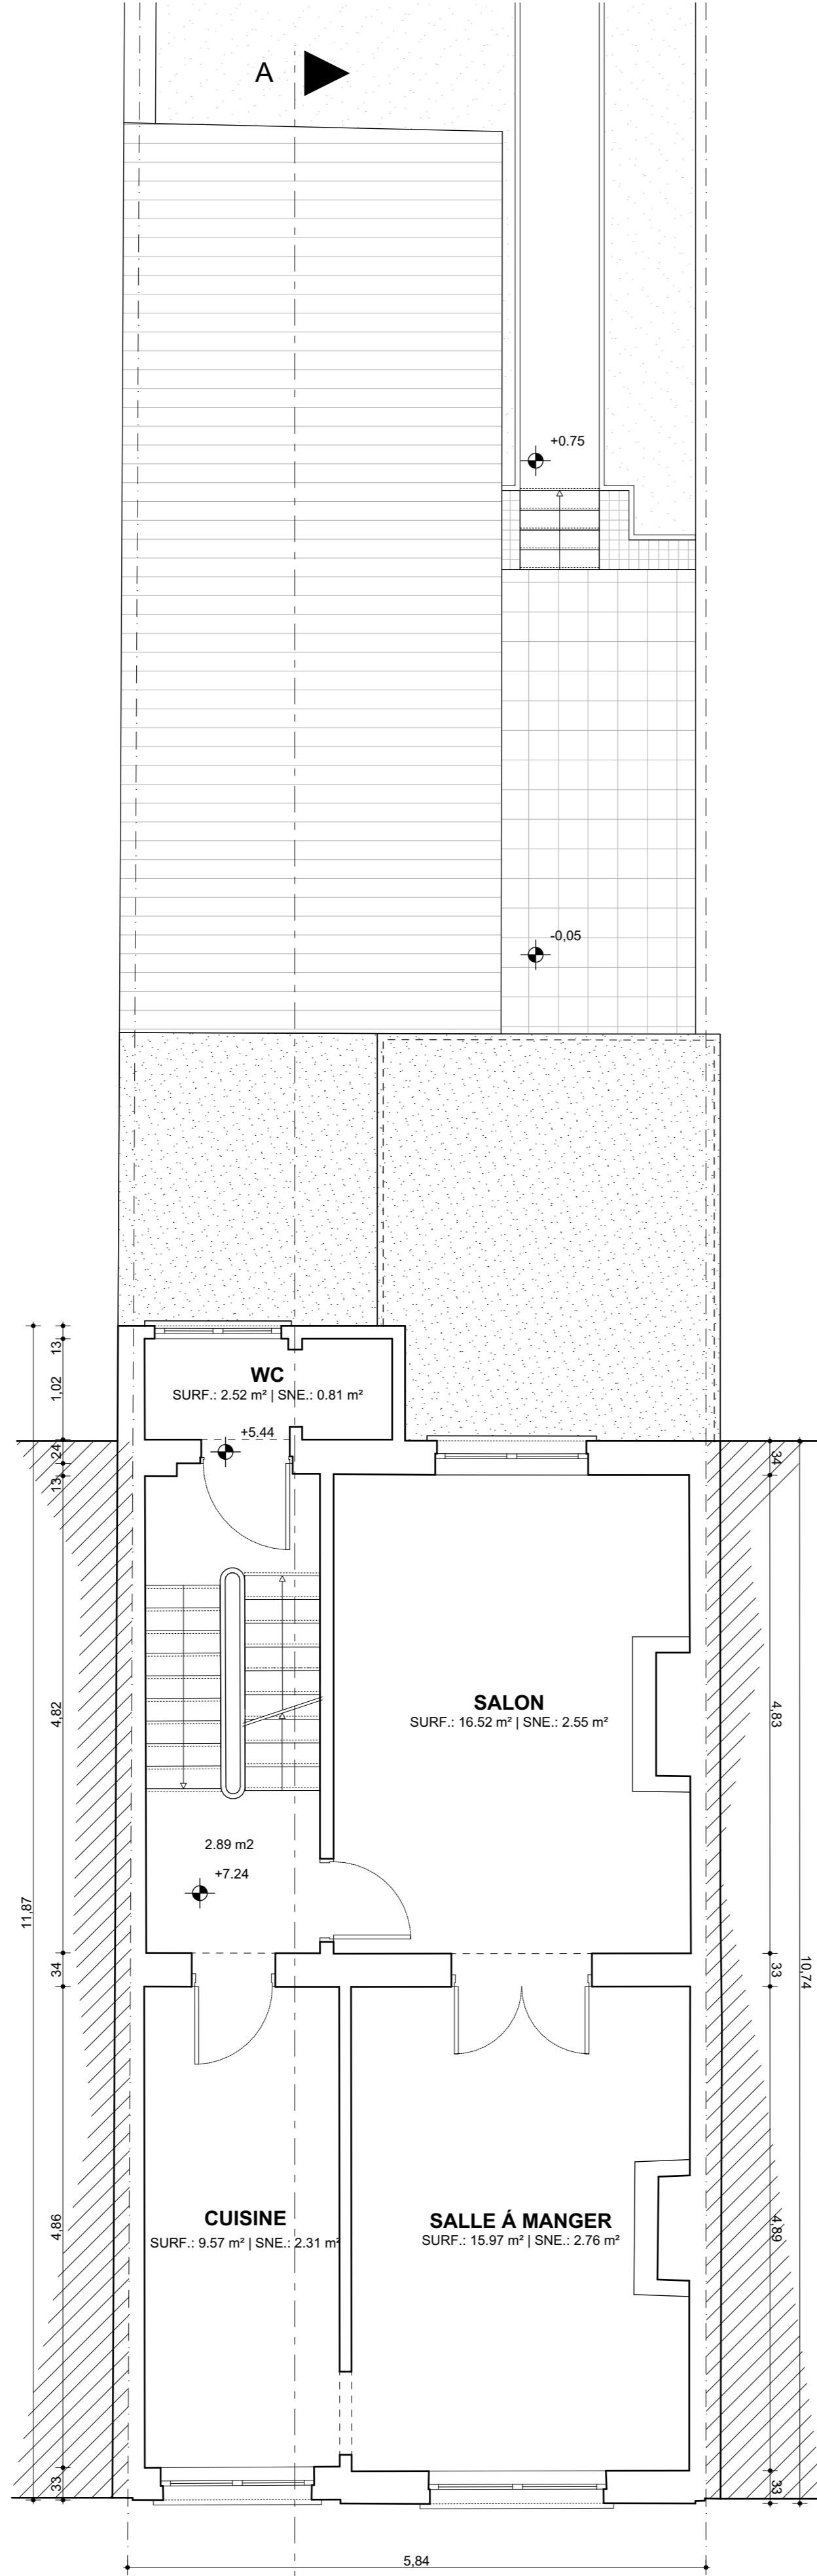 A
+0.75
-0,05
13
1,02
24
13
4,82
11,87
34
4,86
33
WC
SURF.: 2.52 m² | SNE.: 0.81 m²
+5.44
34
4,83
33
10,74
4,89
33
SALON
SURF.: 16.52 m² | SNE.: 2.55 m²
2.89 m2
+7.24
CUISINE
SURF.: 9.57 m² | SNE.: 2.31 m²
SALLE Á MANGER
SURF.: 15.97 m² | SNE.: 2.76 m²
5,84